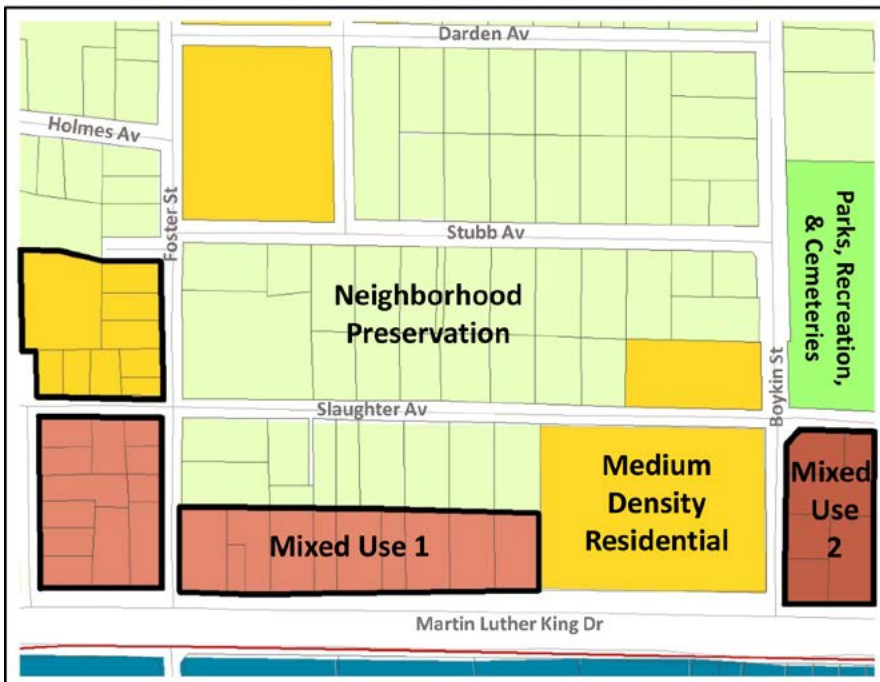 Darden Av
Holmes Av
Foster St
Stubb Av
Parks, Recreation,
& Cemeteries
Neighborhood
Preservation
Boykin St
Slaughter Av
Medium
Density
Residential
Mixed
Use
2
Mixed Use 1
Martin Luther King Dr